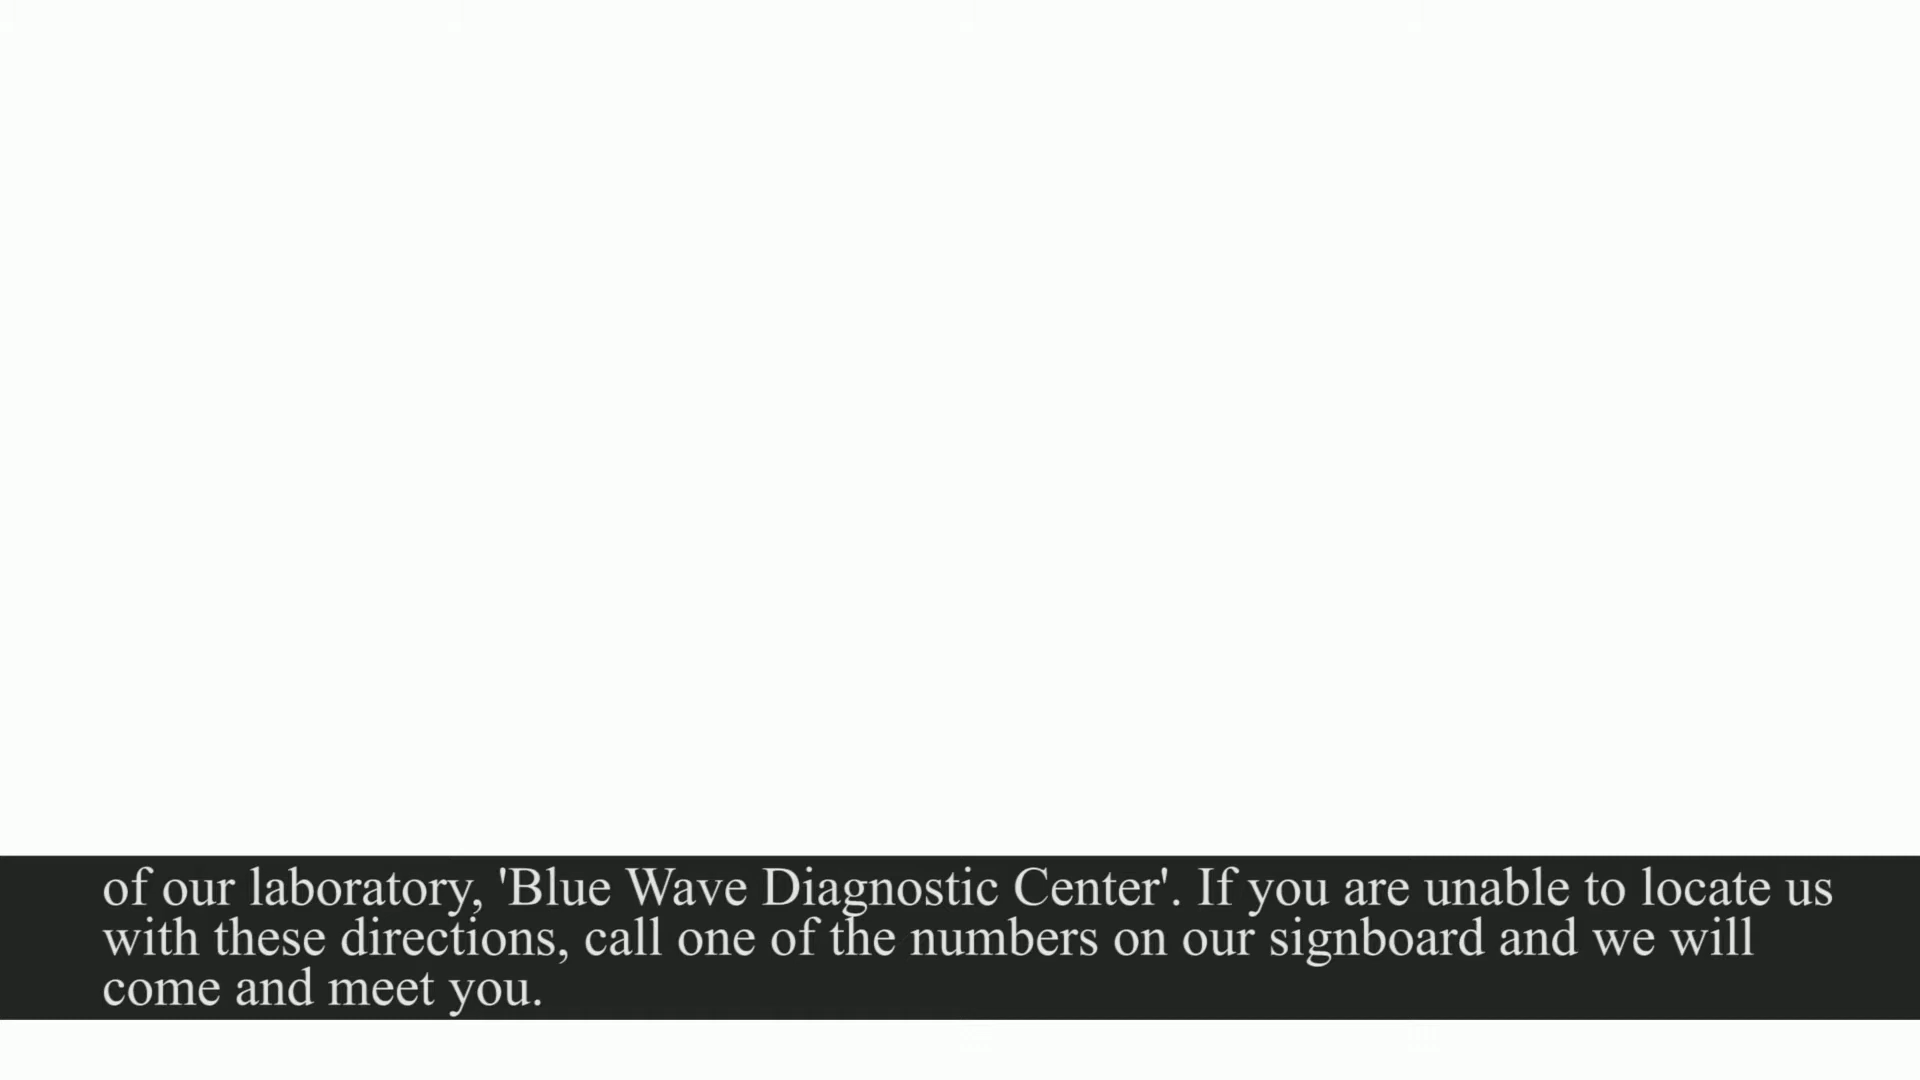 of our laboratory, 'Blue Wave Diagnostic Center'. If you are unable to locate us
with these directions, call one of the numbers on our signboard and we will
come and meet you.